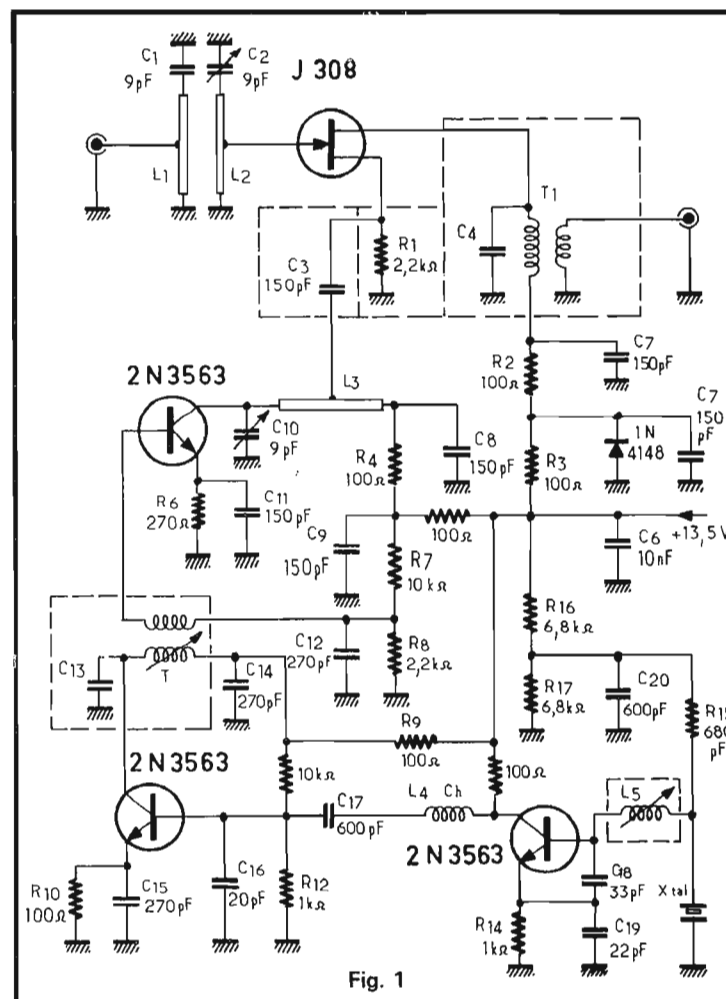 C1
9pF
C2
9pF
J 308
L1
L2
T1
C4
R1
2,2kΩ
C3
150pF
C7
150pF
R2
100Ω
2N3563
L3
C7
150
pF
1N
4148
C10
9pF
R4
100Ω
C8
150pF
R3
100Ω
R6
270Ω
C11
150pF
C9
150pF
100Ω
+13,5V
C6
10nF
R7
10kΩ
R16
6,8kΩ
C12
270pF
R8
2,2kΩ
C13
T
C14
270pF
R17
6,8kΩ
C20
600pF
R15
680
pF
R9
100Ω
2N3563
10kΩ
100Ω
C17
600pF
L4
Ch
L5
2N3563
R10
100Ω
C15
270pF
C16
20pF
R12
1kΩ
C18
33pF
Xtal
R14
1kΩ
C19
22pF
Fig. 1